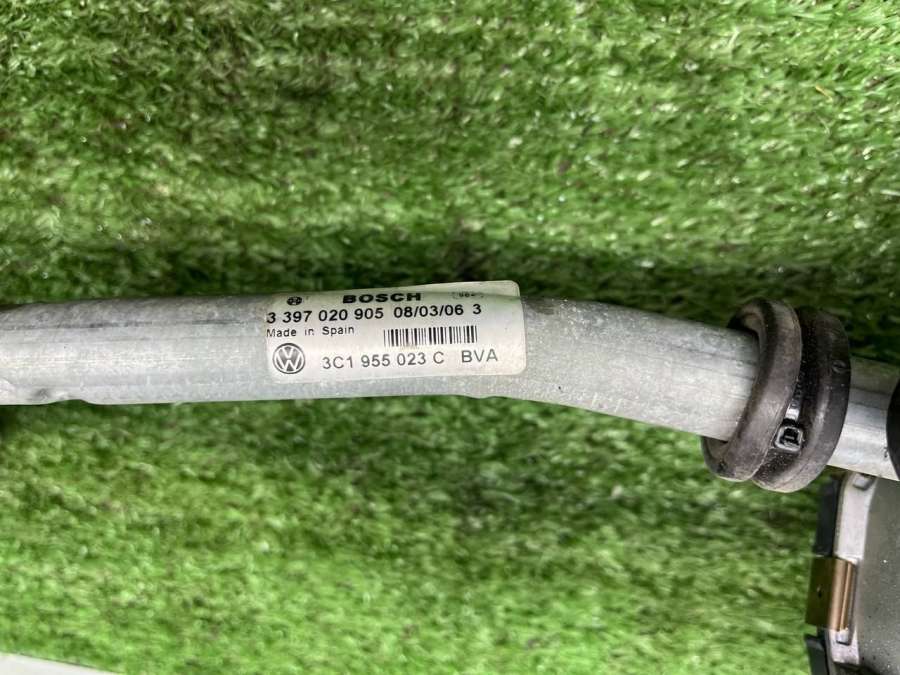 BOSCH
3 397 020 905 08/03/06 3
Made in Spain
3C1 955 023 C BVA